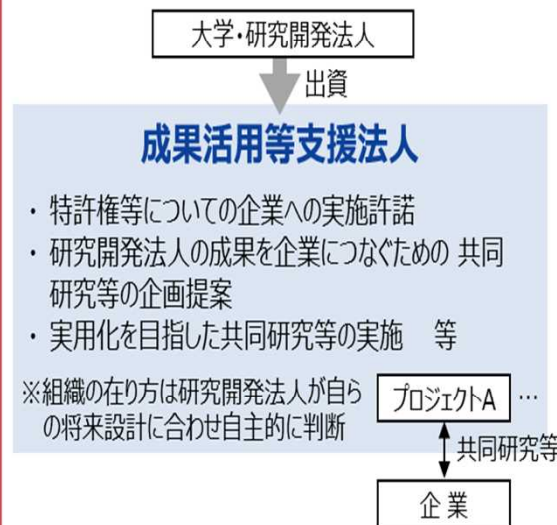 大学・研究開発法人
出資
成果活用等支援法人
・ 特許権等についての企業への実施許諾
・ 研究開発法人の成果を企業につなぐための 共同
研究等の企画提案
・ 実用化を目指した共同研究等の実施　等
※組織の在り方は研究開発法人が自ら
の将来設計に合わせ自主的に判断
プロジェクトA …
共同研究等
企 業